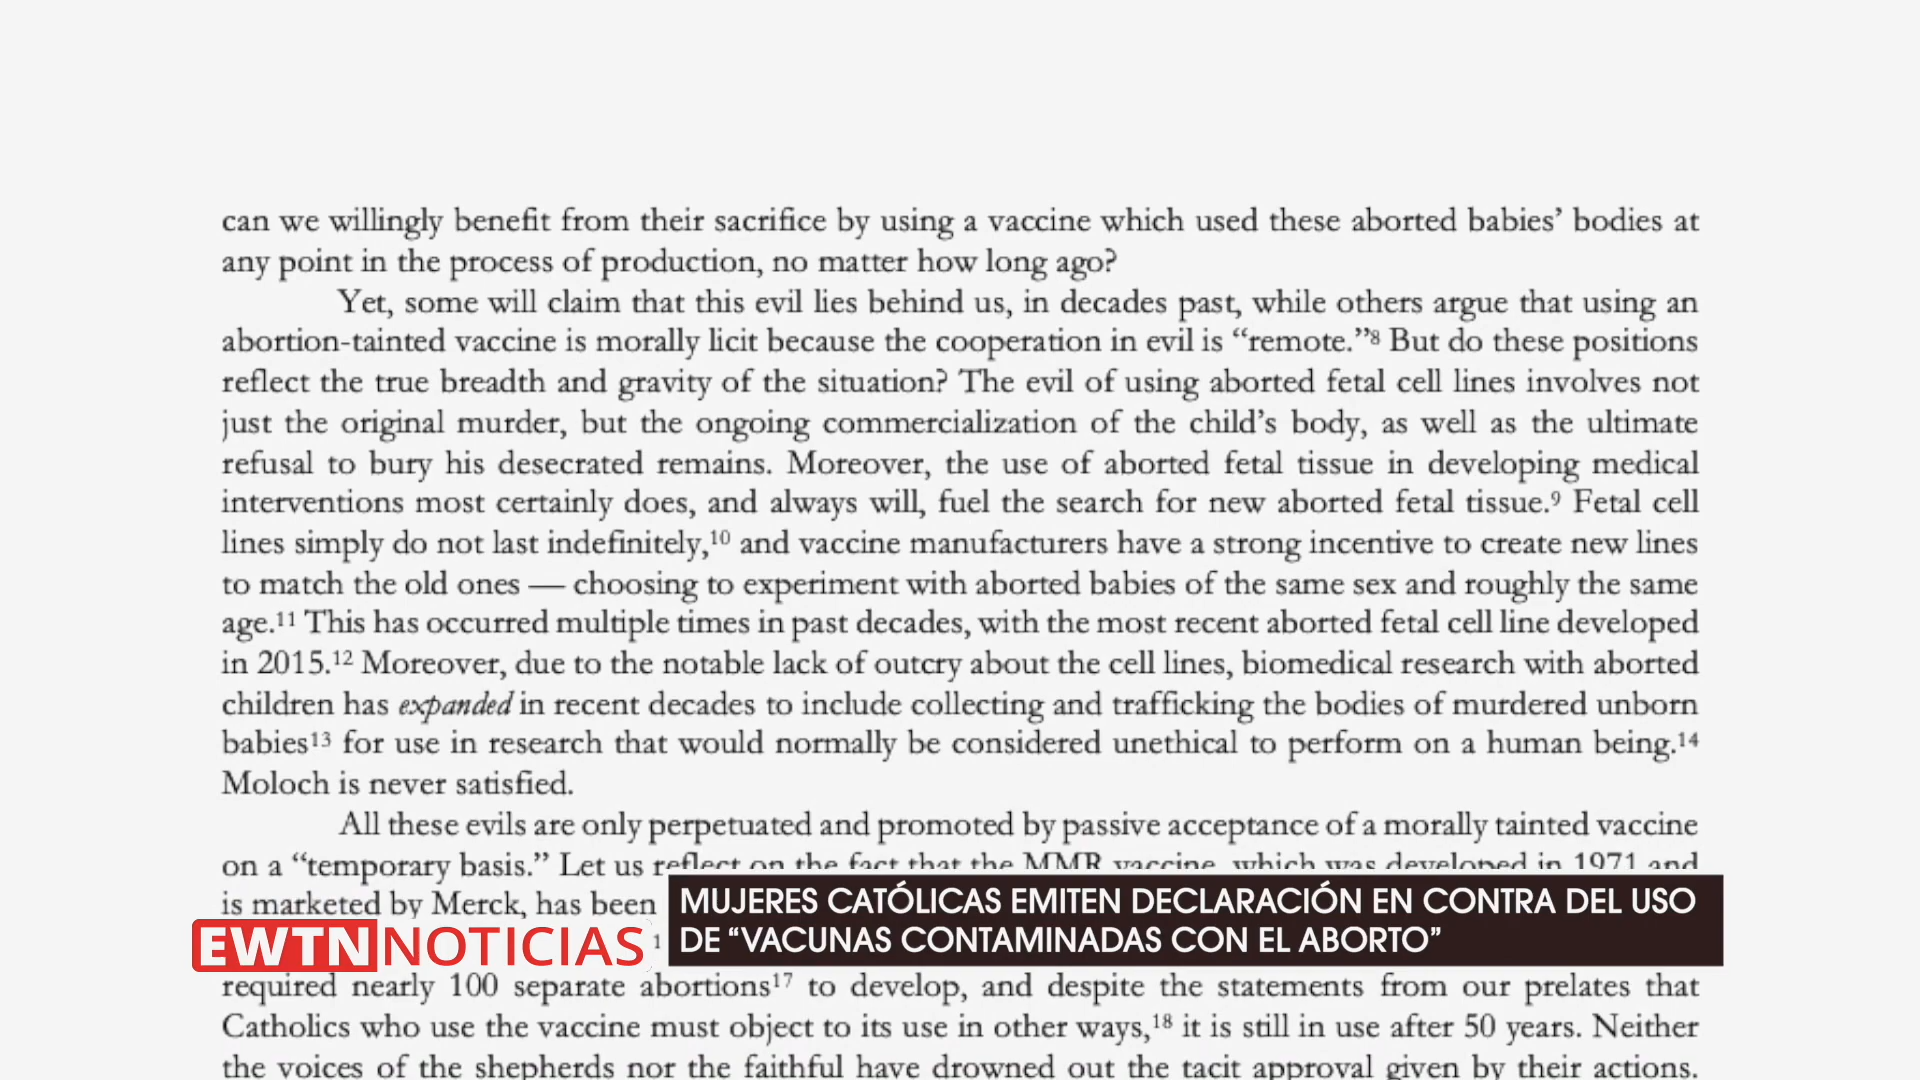 can we willingly benefit from their sacrifice by using a vaccine which used these aborted babies’ bodies at
any point in the process of production, no matter how long ago?
Yet, some will claim that this evil lies behind us, in decades past, while others argue that using an
abortion-tainted vaccine is morally licit because the cooperation in evil is “remote.”⁸ But do these positions
reflect the true breadth and gravity of the situation? The evil of using aborted fetal cell lines involves not
just the original murder, but the ongoing commercialization of the child’s body, as well as the ultimate
refusal to bury his desecrated remains. Moreover, the use of aborted fetal tissue in developing medical
interventions most certainly does, and always will, fuel the search for new aborted fetal tissue.⁹ Fetal cell
lines simply do not last indefinitely,¹⁰ and vaccine manufacturers have a strong incentive to create new lines
to match the old ones — choosing to experiment with aborted babies of the same sex and roughly the same
age.¹¹ This has occurred multiple times in past decades, with the most recent aborted fetal cell line developed
in 2015.¹² Moreover, due to the notable lack of outcry about the cell lines, biomedical research with aborted
children has expanded in recent decades to include collecting and trafficking the bodies of murdered unborn
babies¹³ for use in research that would normally be considered unethical to perform on a human being.¹⁴
Moloch is never satisfied.
All these evils are only perpetuated and promoted by passive acceptance of a morally tainted vaccine
on a “temporary basis.” Let us reflect on the fact that the MMR vaccine, which was developed in 1971 and
is marketed by Merck, has been
MUJERES CATÓLICAS EMITEN DECLARACIÓN EN CONTRA DEL USO
DE “VACUNAS CONTAMINADAS CON EL ABORTO”
EWTN NOTICIAS
required nearly 100 separate abortions¹⁷ to develop, and despite the statements from our prelates that
Catholics who use the vaccine must object to its use in other ways,¹⁸ it is still in use after 50 years. Neither
the voices of the shepherds nor the faithful have drowned out the tacit approval given by their actions.